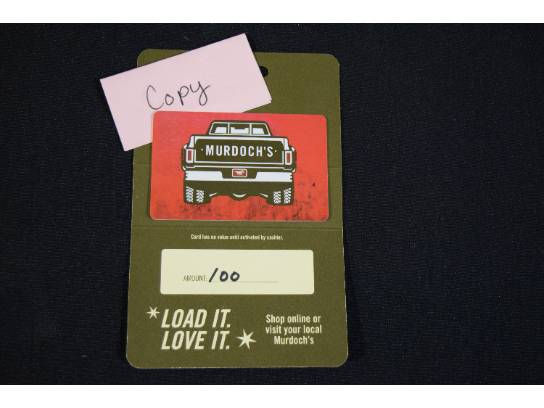 Copy
·MURDOCH'S·
Card has no value until activated by cashier.
AMOUNT: 100
LOAD IT.
LOVE IT.
Shop online or
visit your local
Murdoch's